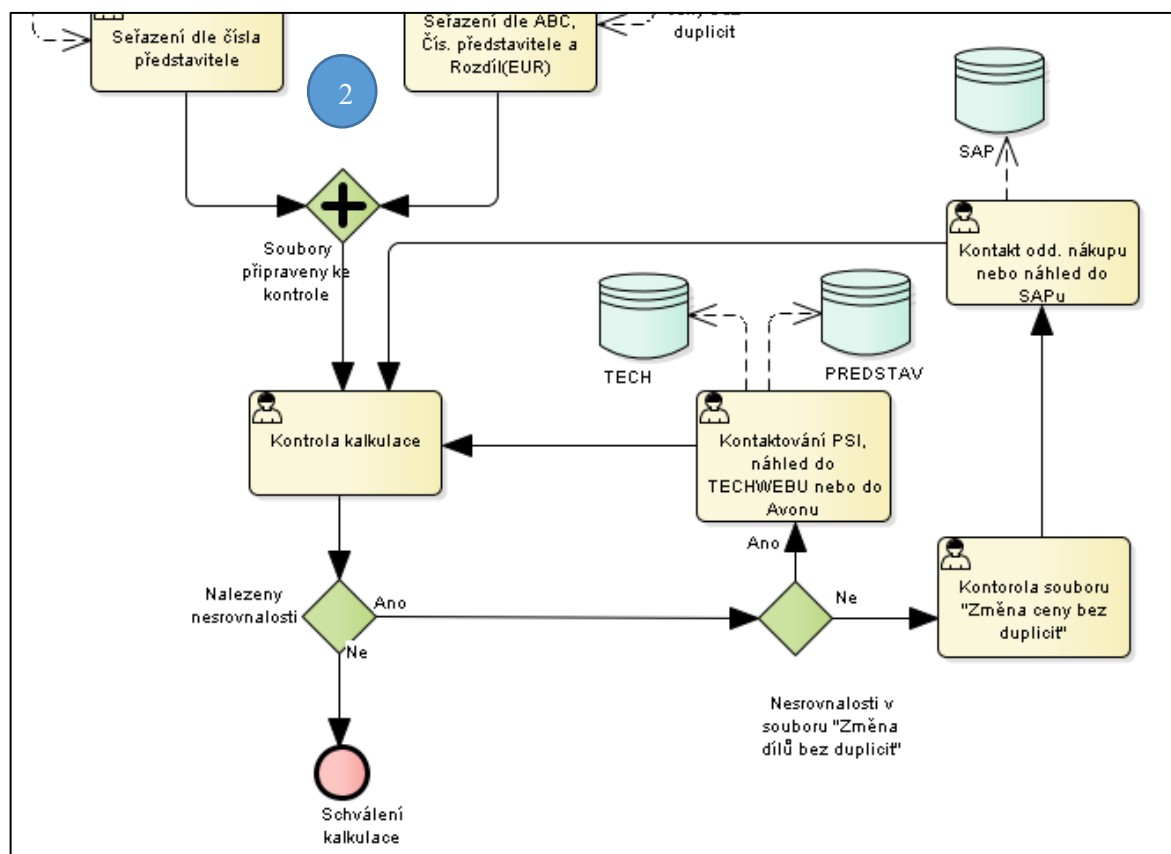 Seřazení dle čísla
představitele
Seřazení dle ABC,
Čís. představitele a
Rozdíl(EUR)
duplicit
2
SAP
Soubory
připraveny ke
kontrole
Kontakt odd. nákupu
nebo náhled do
SAPu
TECH
PREDSTAV
Kontrola kalkulace
Kontaktování PSI,
náhled do
TECHWEBU nebo do
Avonu
Ano
Kontorola souboru
"Změna ceny bez
duplicit"
Nalezeny
nesrovnalosti
Ano
Ne
Ne
Nesrovnalosti v
souboru "Změna
dílů bez duplicit"
Schválení
kalkulace